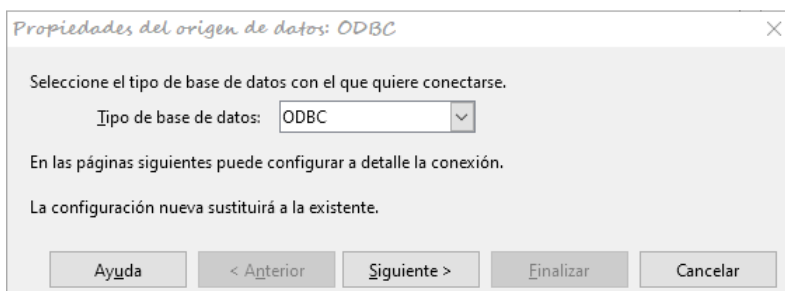 Propiedades del origen de datos: ODBC
Seleccione el tipo de base de datos con el que quiere conectarse.
Tipo de base de datos: ODBC
En las páginas siguientes puede configurar a detalle la conexión.
La configuración nueva sustituirá a la existente.
Ayuda < Anterior Siguiente > Finalizar Cancelar